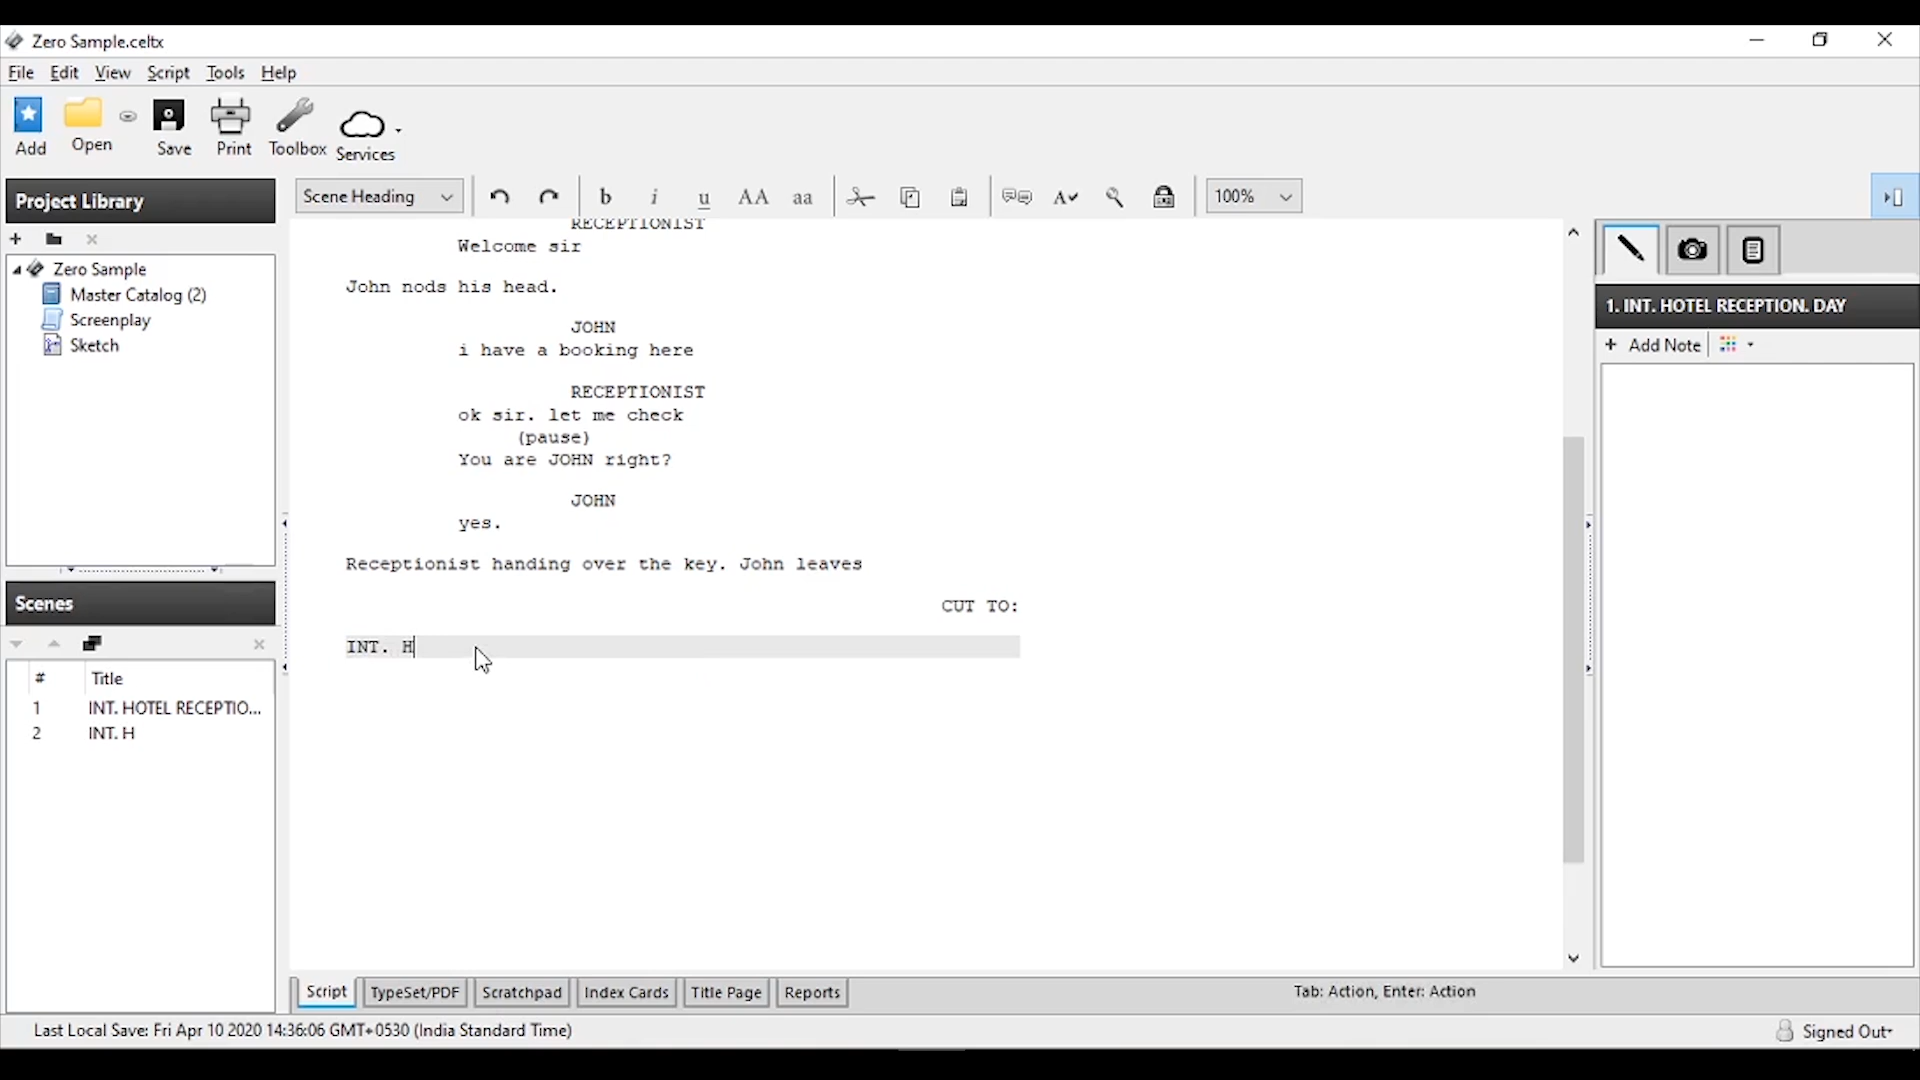 Zero Sample.celtx
File Edit View Script Tools Help
Add Open Save Print Toolbox Services
Project Library
Scene Heading b i u AA aa 100%
Zero Sample
Master Catalog (2)
Screenplay
Sketch
RECEPTIONIST
Welcome sir
John nods his head.
JOHN
i have a booking here
RECEPTIONIST
ok sir. let me check
(pause)
You are JOHN right?
JOHN
yes.
Receptionist handing over the key. John leaves
CUT TO:
INT. H
1. INT. HOTEL RECEPTION. DAY
+ Add Note
Scenes
# Title
1 INT. HOTEL RECEPTIO...
2 INT. H
Script TypeSet/PDF Scratchpad Index Cards Title Page Reports
Tab: Action, Enter: Action
Last Local Save: Fri Apr 10 2020 14:36:06 GMT+0530 (India Standard Time)
Signed Out